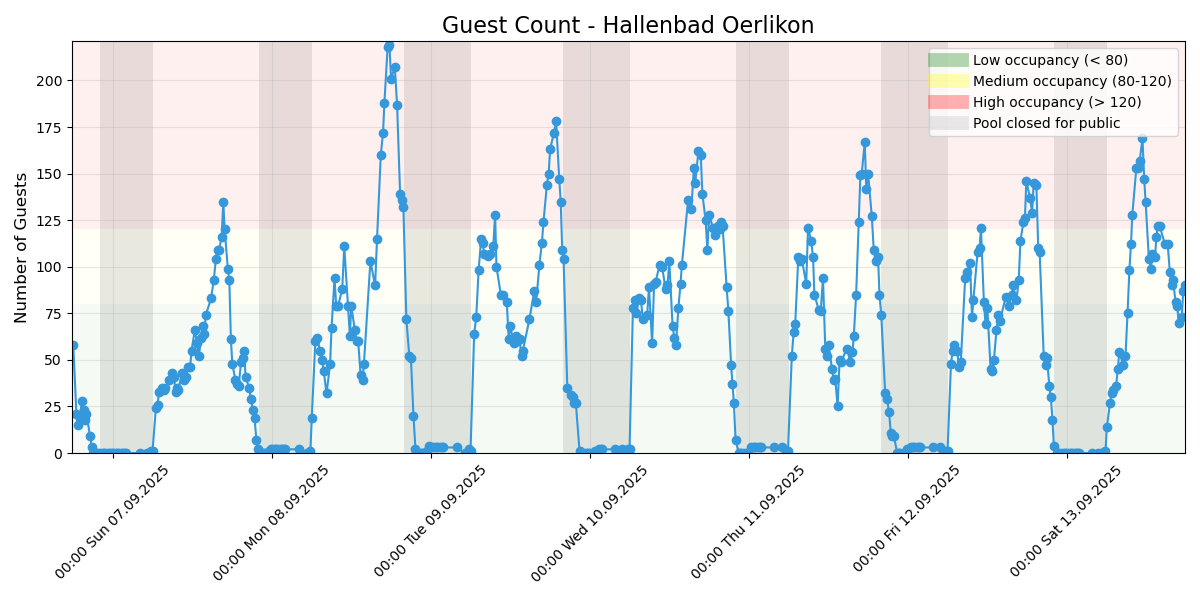 Guest Count - Hallenbad Oerlikon
Number of Guests
200
175
150
125
100
75
50
25
0
Low occupancy (< 80)
Medium occupancy (80-120)
High occupancy (> 120)
Pool closed for public
00:00 Sun 07.09.2025
00:00 Mon 08.09.2025
00:00 Tue 09.09.2025
00:00 Wed 10.09.2025
00:00 Thu 11.09.2025
00:00 Fri 12.09.2025
00:00 Sat 13.09.2025